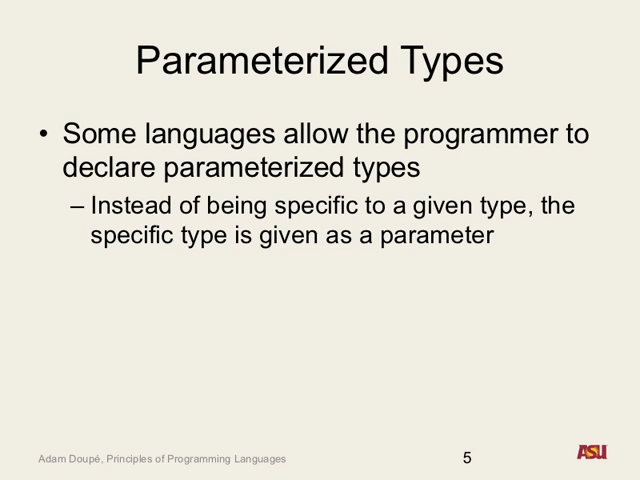 Parameterized Types
• Some languages allow the programmer to
declare parameterized types
– Instead of being specific to a given type, the
specific type is given as a parameter
Adam Doupé, Principles of Programming Languages
5
ASU